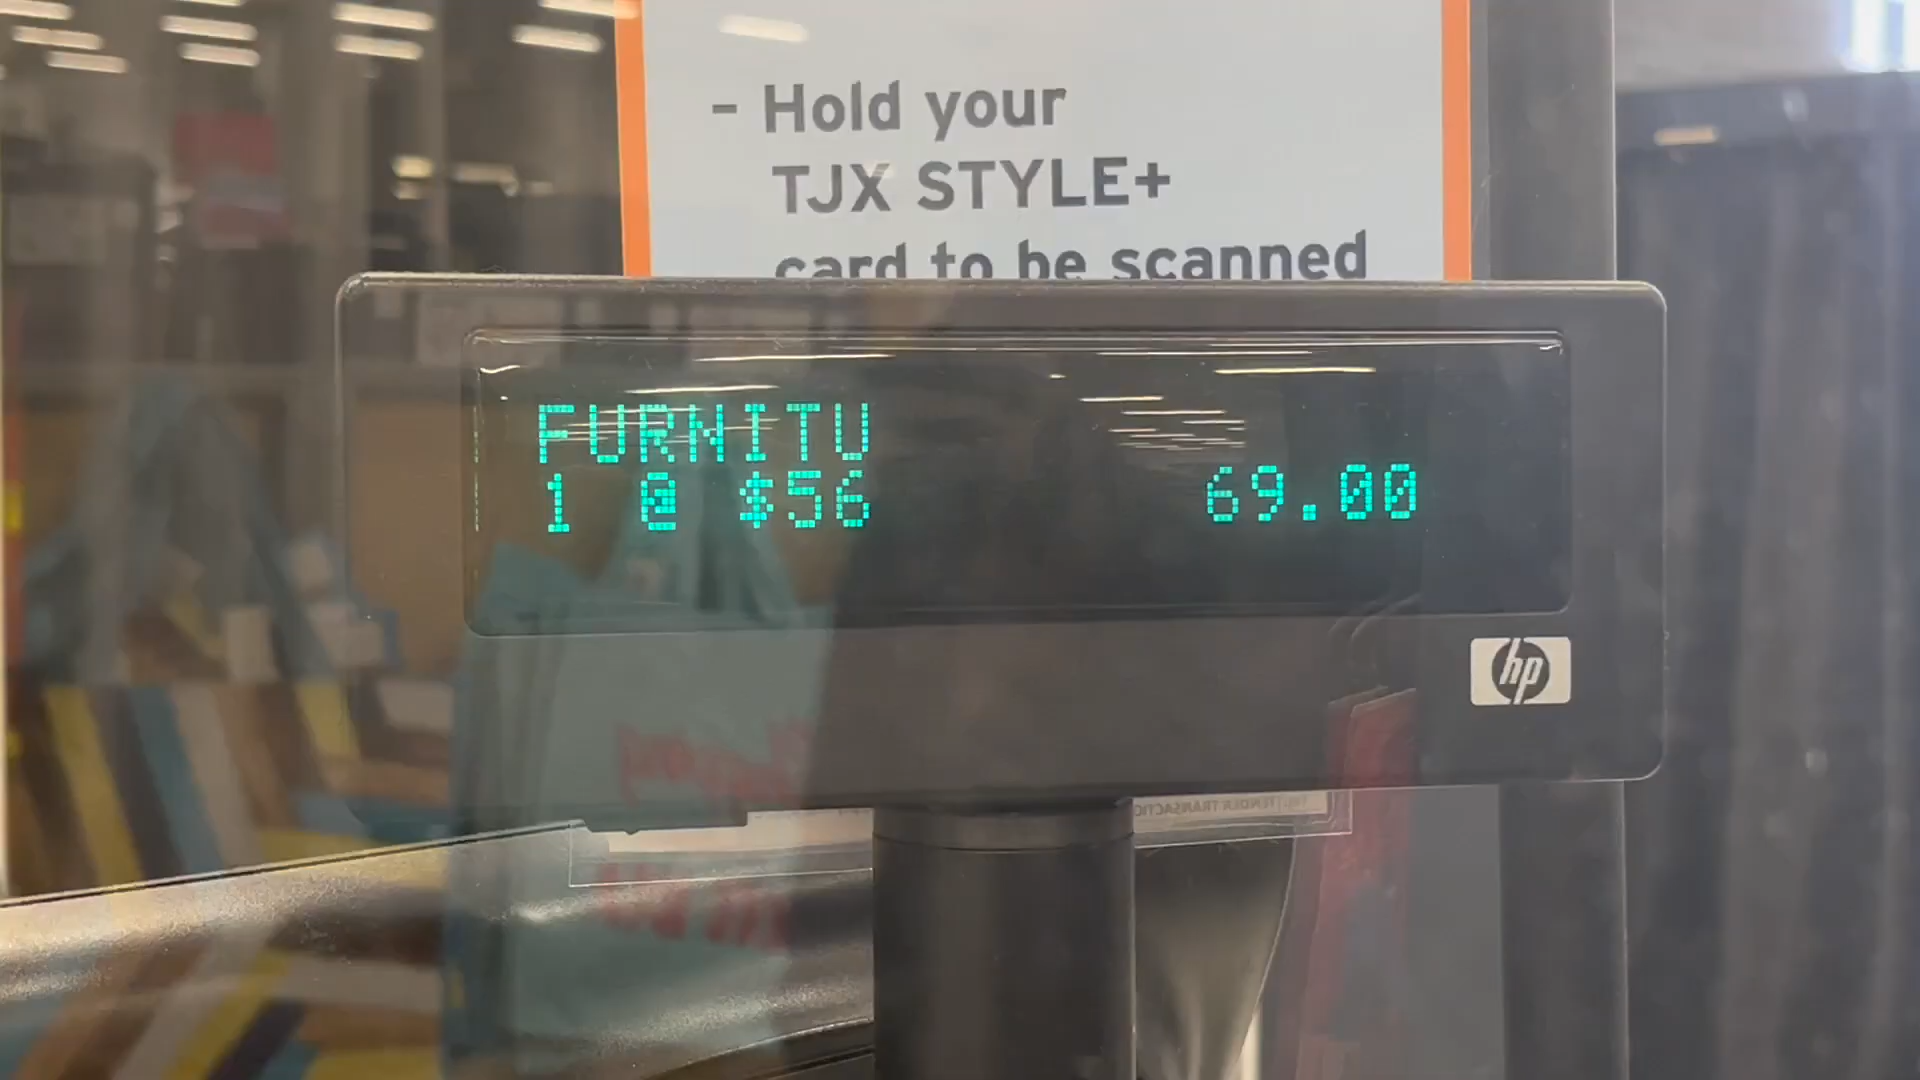 - Hold your
TJX STYLE+
card to be scanned
FURNITU
1 @ $56 69.00
hp